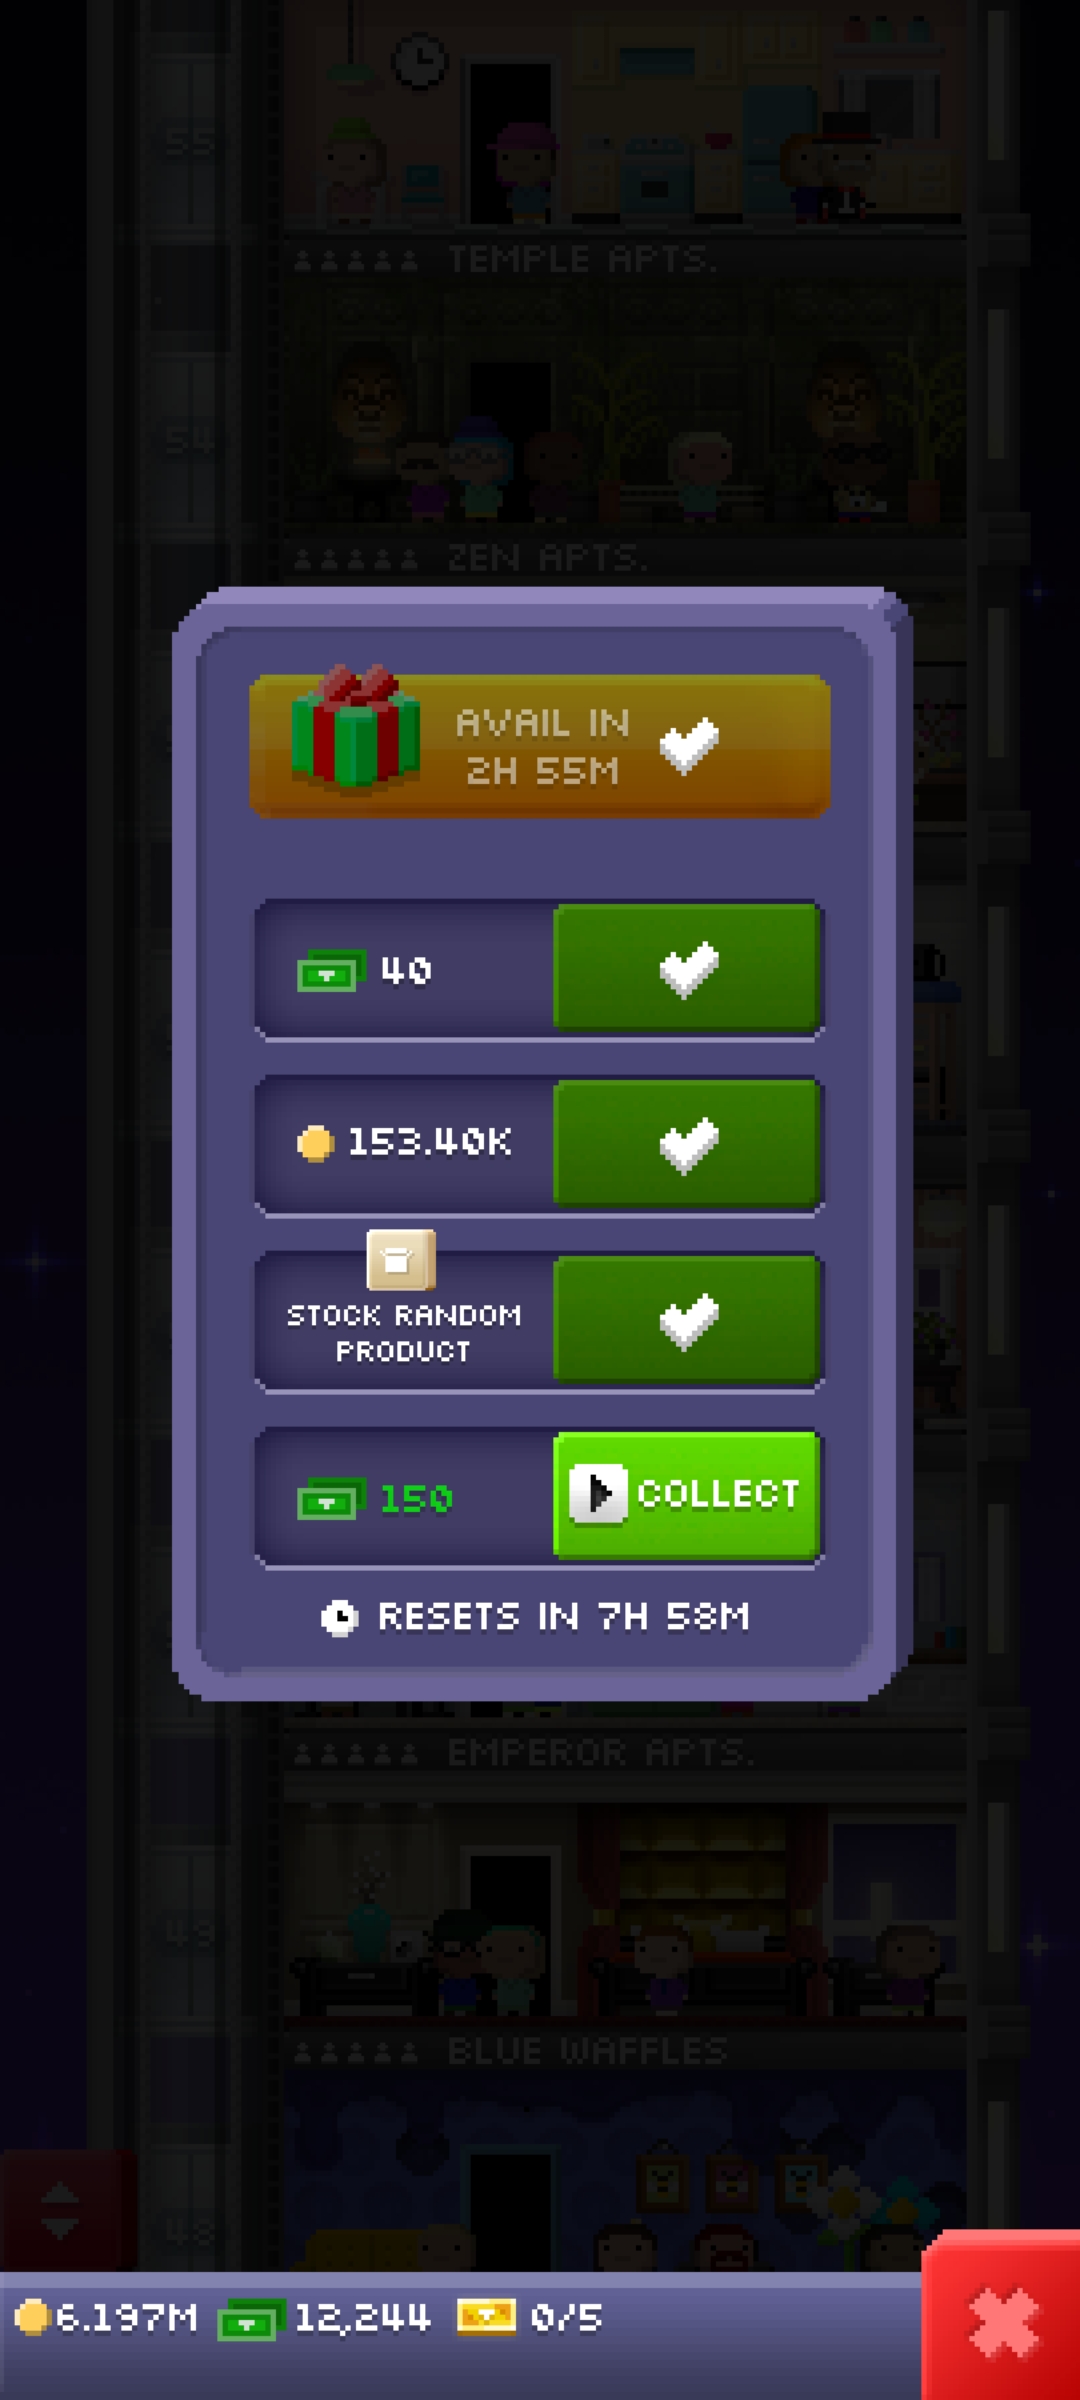 55
TEMPLE APTS.
54
ZEN APTS.
AVAIL IN
2H 55M
40
153.40K
STOCK RANDOM
PRODUCT
150
COLLECT
RESETS IN 7H 58M
EMPEROR APTS.
49
BLUE WAFFLES
48
6.197M
12,244
0/5